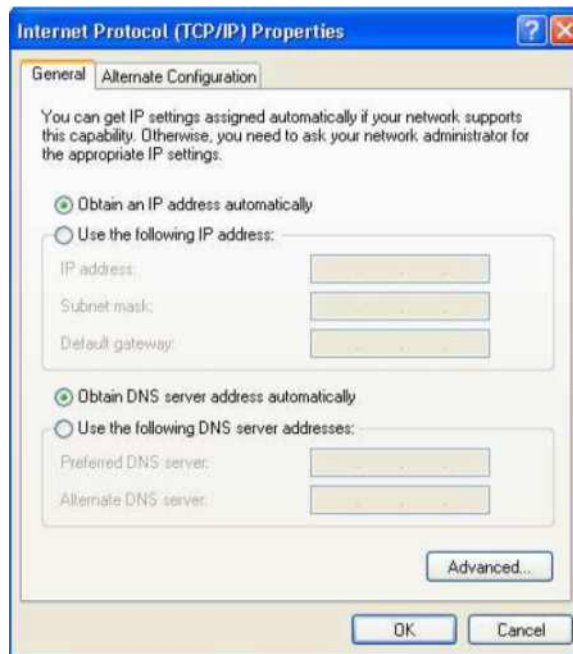 Internet Protocol (TCP/IP) Properties
General
Alternate Configuration
You can get IP settings assigned automatically if your network supports
this capability. Otherwise, you need to ask your network administrator for
the appropriate IP settings.
Obtain an IP address automatically
Use the following IP address:
IP address:
Subnet mask:
Default gateway:
Obtain DNS server address automatically
Use the following DNS server addresses:
Preferred DNS server:
Alternate DNS server:
Advanced...
OK
Cancel